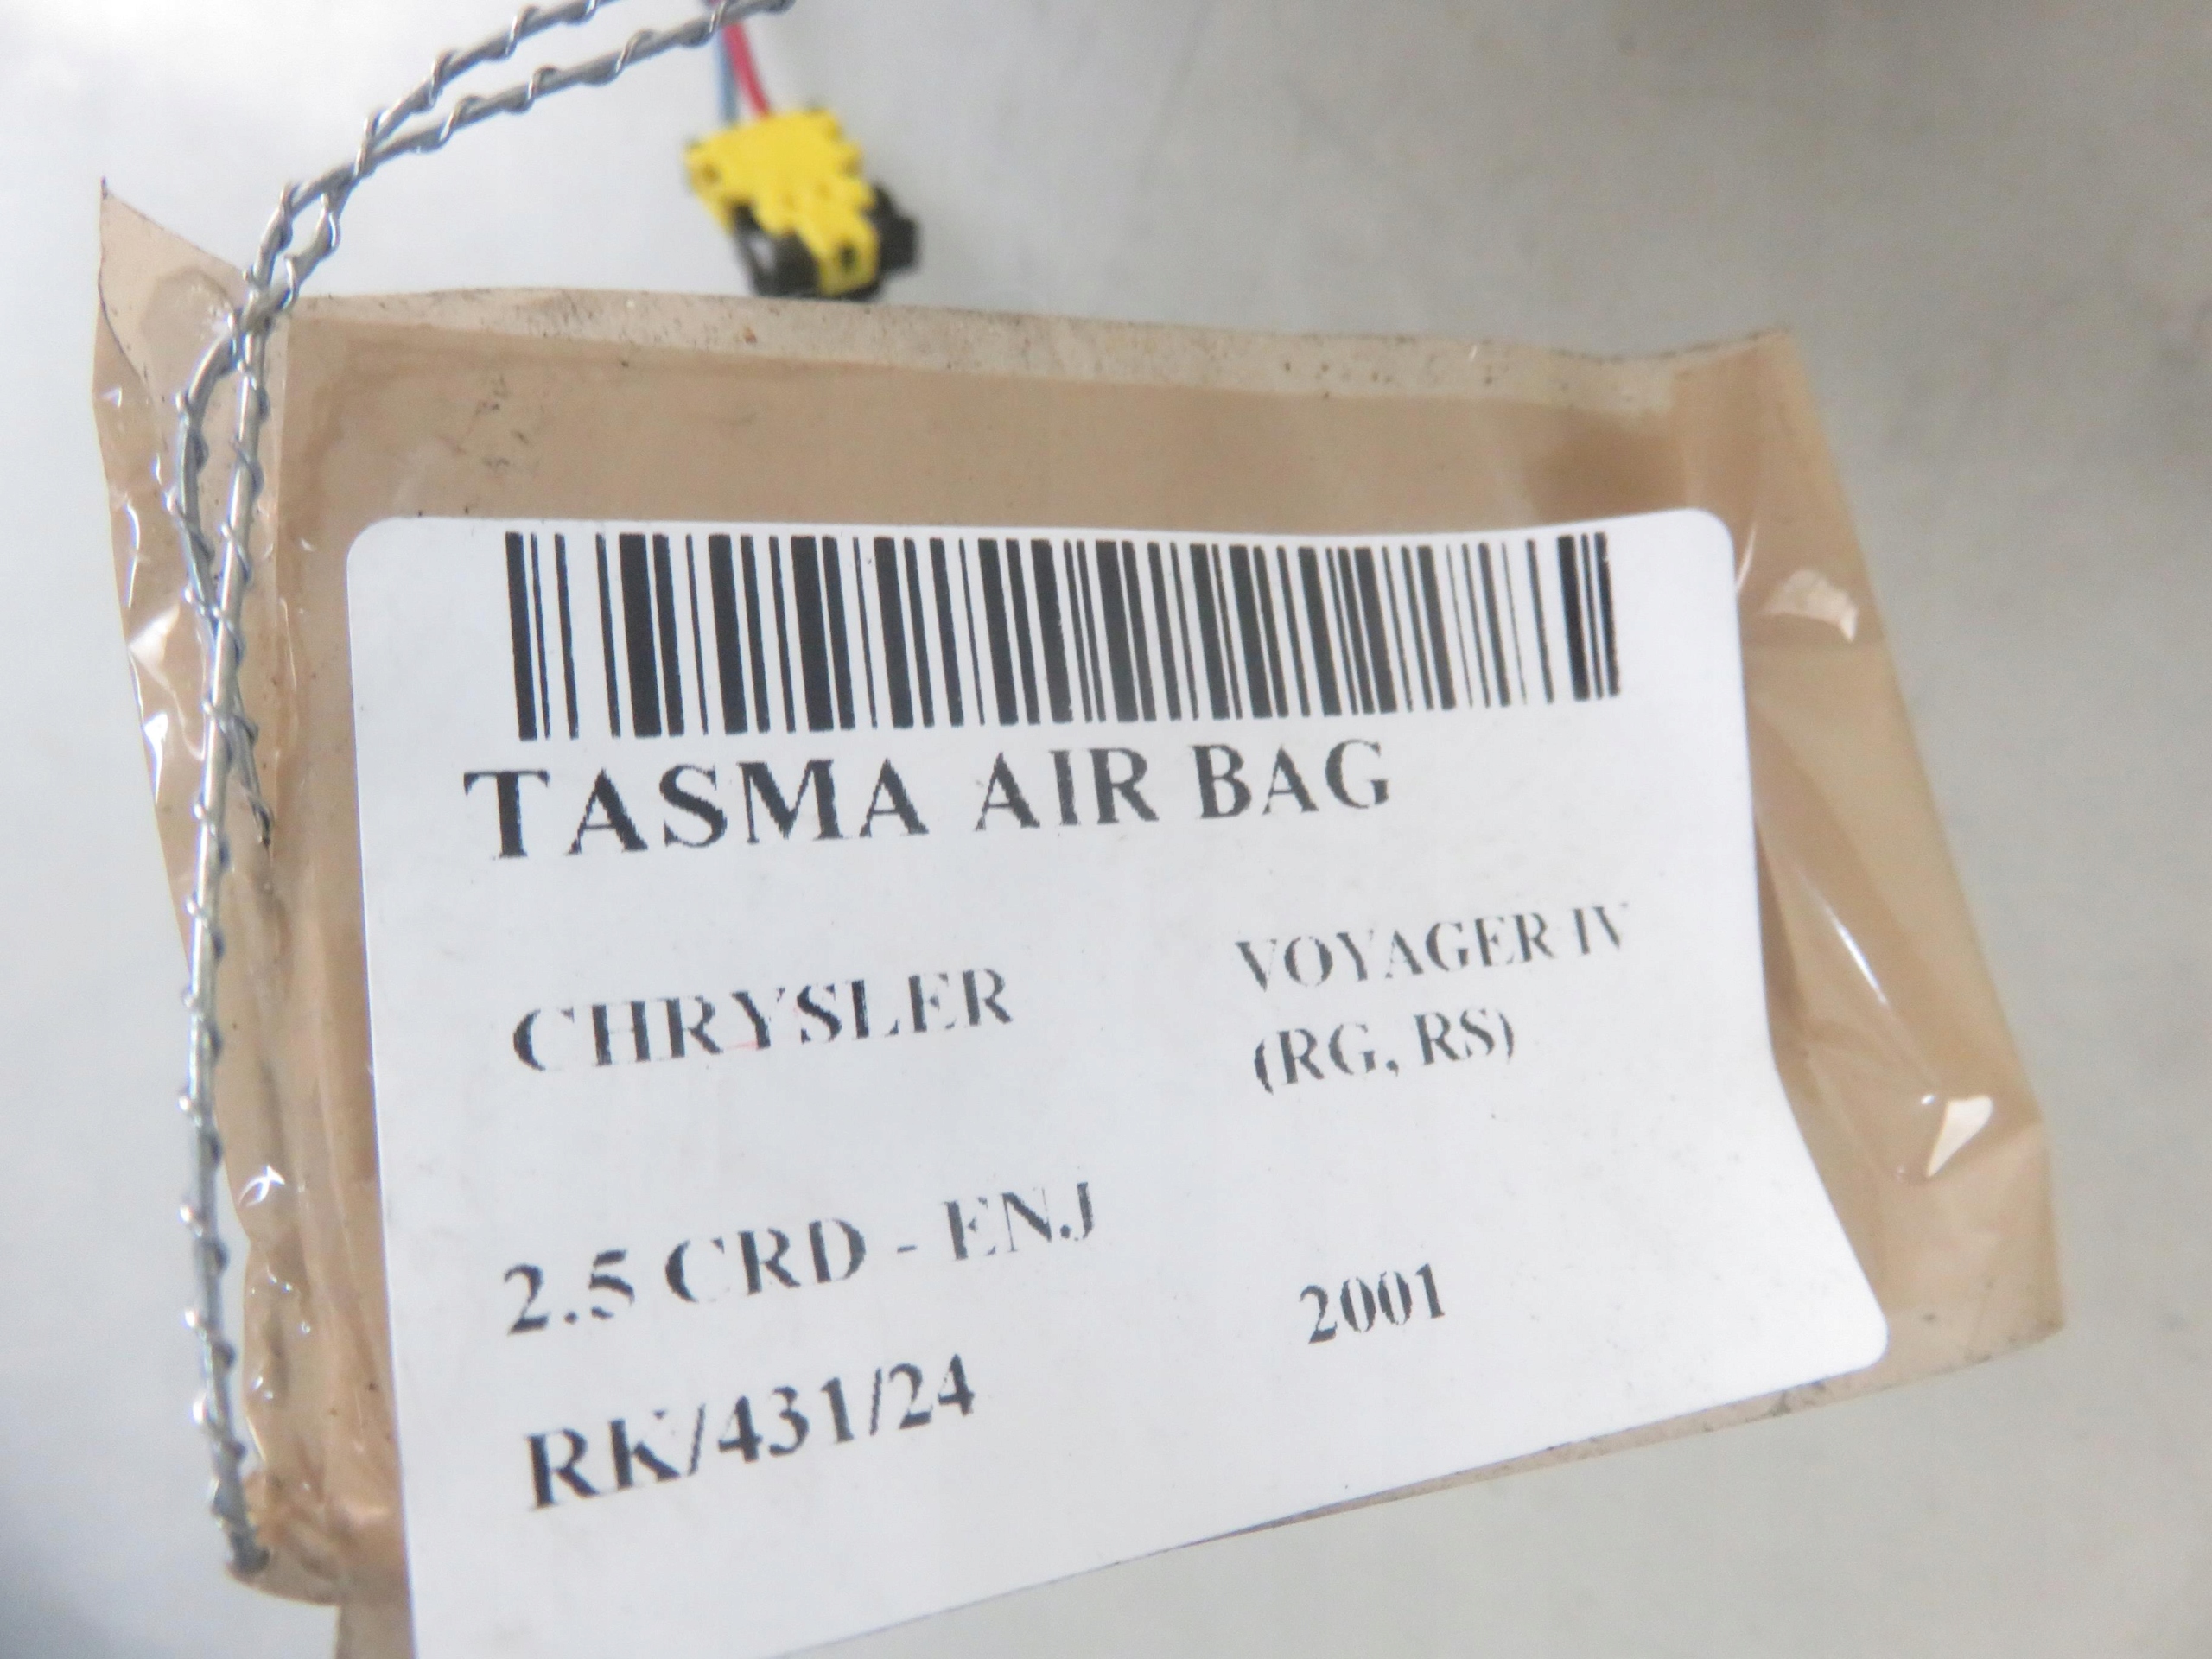 TASMA AIR BAG
CHRYSLER
VOYAGER IV
(RG, RS)
2.5 CRD - ENJ
2001
RK/431/24